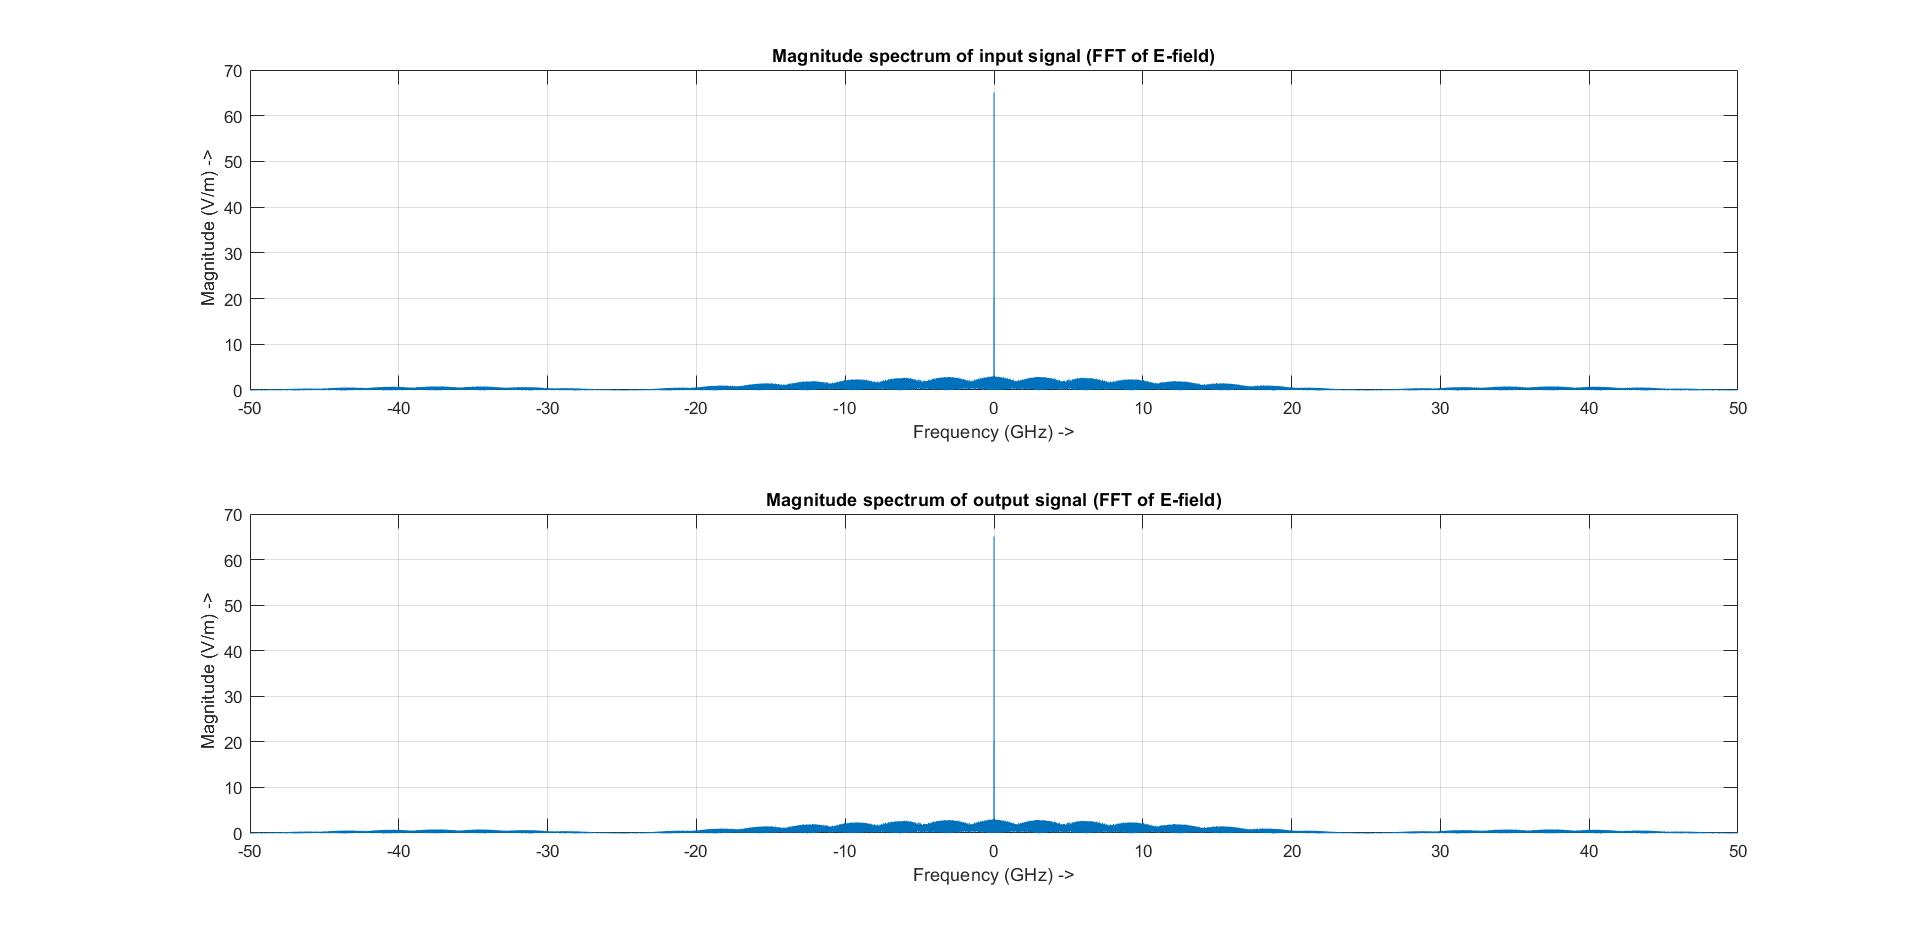 Magnitude spectrum of input signal (FFT of E-field)
70
60
50
40
30
20
10
0
Magnitude (V/m) ->
-50 -40 -30 -20 -10 0 10 20 30 40 50
Frequency (GHz) ->
Magnitude spectrum of output signal (FFT of E-field)
70
60
50
40
30
20
10
0
Magnitude (V/m) ->
-50 -40 -30 -20 -10 0 10 20 30 40 50
Frequency (GHz) ->